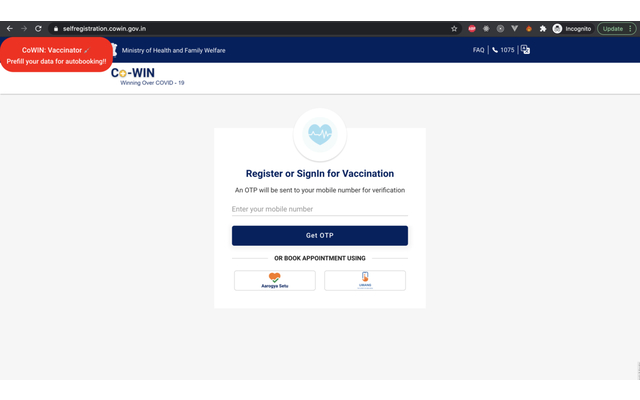 selfregistration.cowin.gov.in
Incognito
Update
CoWIN: Vaccinator
Prefill your data for autobooking!!
Ministry of Health and Family Welfare
FAQ
1075
Co-WIN
Winning Over COVID - 19
Register or SignIn for Vaccination
An OTP will be sent to your mobile number for verification
Enter your mobile number
Get OTP
OR BOOK APPOINTMENT USING
Aarogya Setu
UMANG